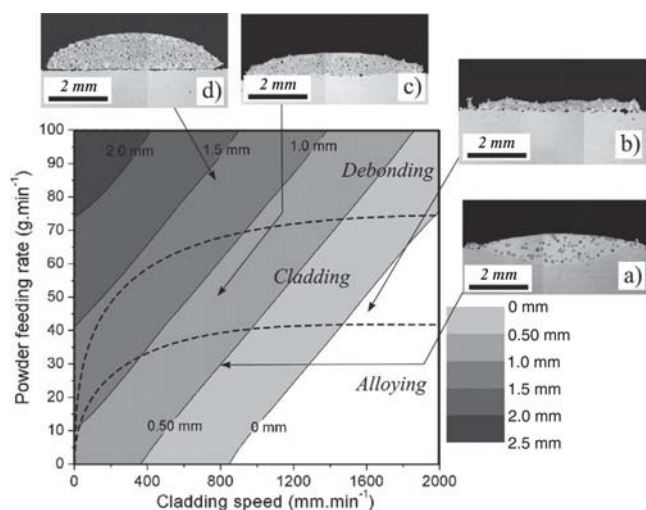 2 mm
d)
2 mm
c)
2 mm
b)
2 mm
a)
Powder feeding rate (g.min⁻¹)
100
90
80
70
60
50
40
30
20
10
0
2.0 mm
1.5 mm
1.0 mm
Debonding
Cladding
Alloying
0.50 mm
0 mm
0
400
800
1200
1600
2000
Cladding speed (mm.min⁻¹)
0 mm
0.50 mm
1.0 mm
1.5 mm
2.0 mm
2.5 mm